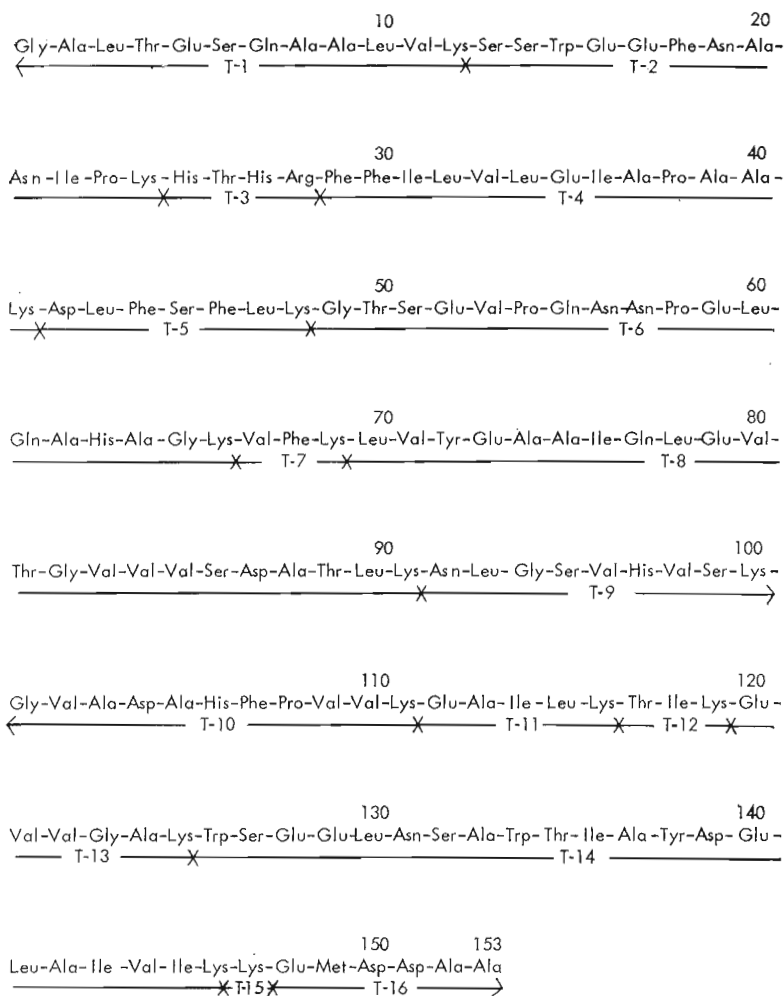 10 20
Gly-Ala-Leu-Thr-Glu-Ser-Gln-Ala-Ala-Leu-Val-Lys-Ser-Ser-Trp-Glu-Glu-Phe-Asn-Ala-
T-1 T-2
30 40
Asn-Ile-Pro-Lys-His-Thr-His-Arg-Phe-Phe-Ile-Leu-Val-Leu-Glu-Ile-Ala-Pro-Ala-Ala-
T-3 T-4
50 60
Lys-Asp-Leu-Phe-Ser-Phe-Leu-Lys-Gly-Thr-Ser-Glu-Val-Pro-Gln-Asn-Asn-Pro-Glu-Leu-
T-5 T-6
70 80
Gln-Ala-His-Ala-Gly-Lys-Val-Phe-Lys-Leu-Val-Tyr-Glu-Ala-Ala-Ile-Gln-Leu-Glu-Val-
T-7 T-8
90 100
Thr-Gly-Val-Val-Val-Ser-Asp-Ala-Thr-Leu-Lys-Asn-Leu-Gly-Ser-Val-His-Val-Ser-Lys-
T-9
110 120
Gly-Val-Ala-Asp-Ala-His-Phe-Pro-Val-Val-Lys-Glu-Ala-Ile-Leu-Lys-Thr-Ile-Lys-Glu-
T-10 T-11 T-12
130 140
Val-Val-Gly-Ala-Lys-Trp-Ser-Glu-Glu-Leu-Asn-Ser-Ala-Trp-Thr-Ile-Ala-Tyr-Asp-Glu-
T-13 T-14
150 153
Leu-Ala-Ile-Val-Ile-Lys-Lys-Glu-Met-Asp-Asp-Ala-Ala
T-15 T-16